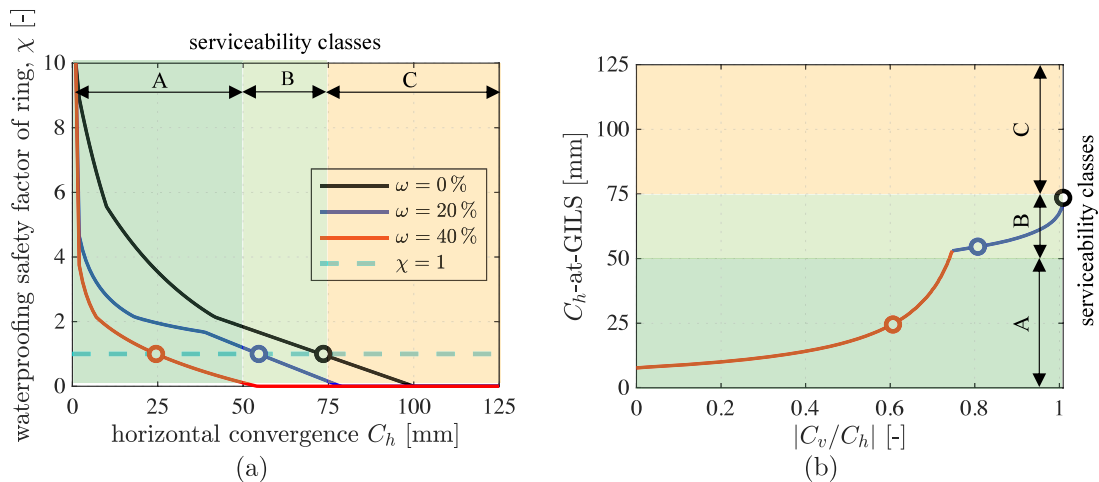 serviceability classes
waterproofing safety factor of ring, χ [-]
10
8
6
4
2
0
A
B
C
ω = 0 %
ω = 20 %
ω = 40 %
χ = 1
0
25
50
75
100
125
horizontal convergence C_h [mm]
(a)
C_h-at-GILS [mm]
125
100
75
50
25
0
C
B
A
serviceability classes
0
0.2
0.4
0.6
0.8
1
|C_v/C_h| [-]
(b)